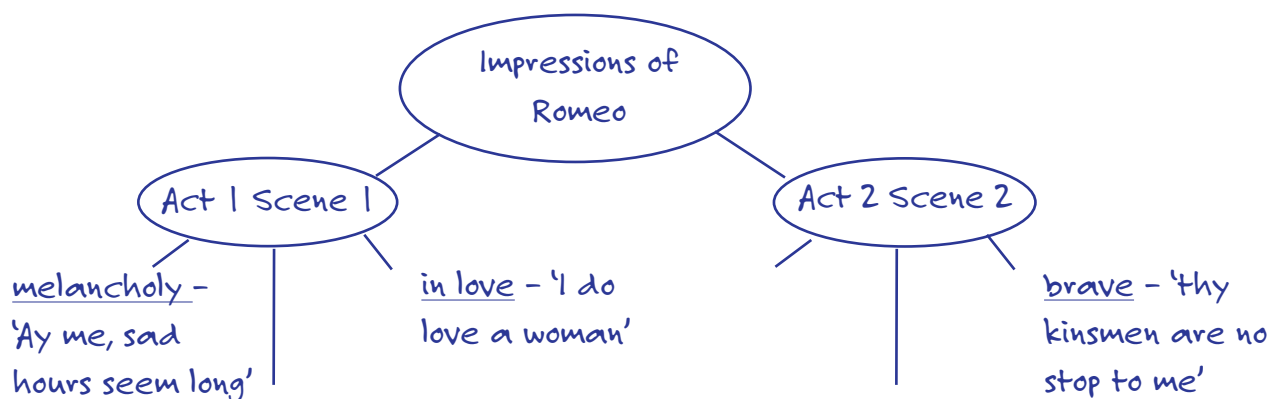 Impressions of
Romeo
Act 1 Scene 1
Act 2 Scene 2
melancholy –
'Ay me, sad
hours seem long'
in love – 'I do
love a woman'
brave – 'thy
kinsmen are no
stop to me'